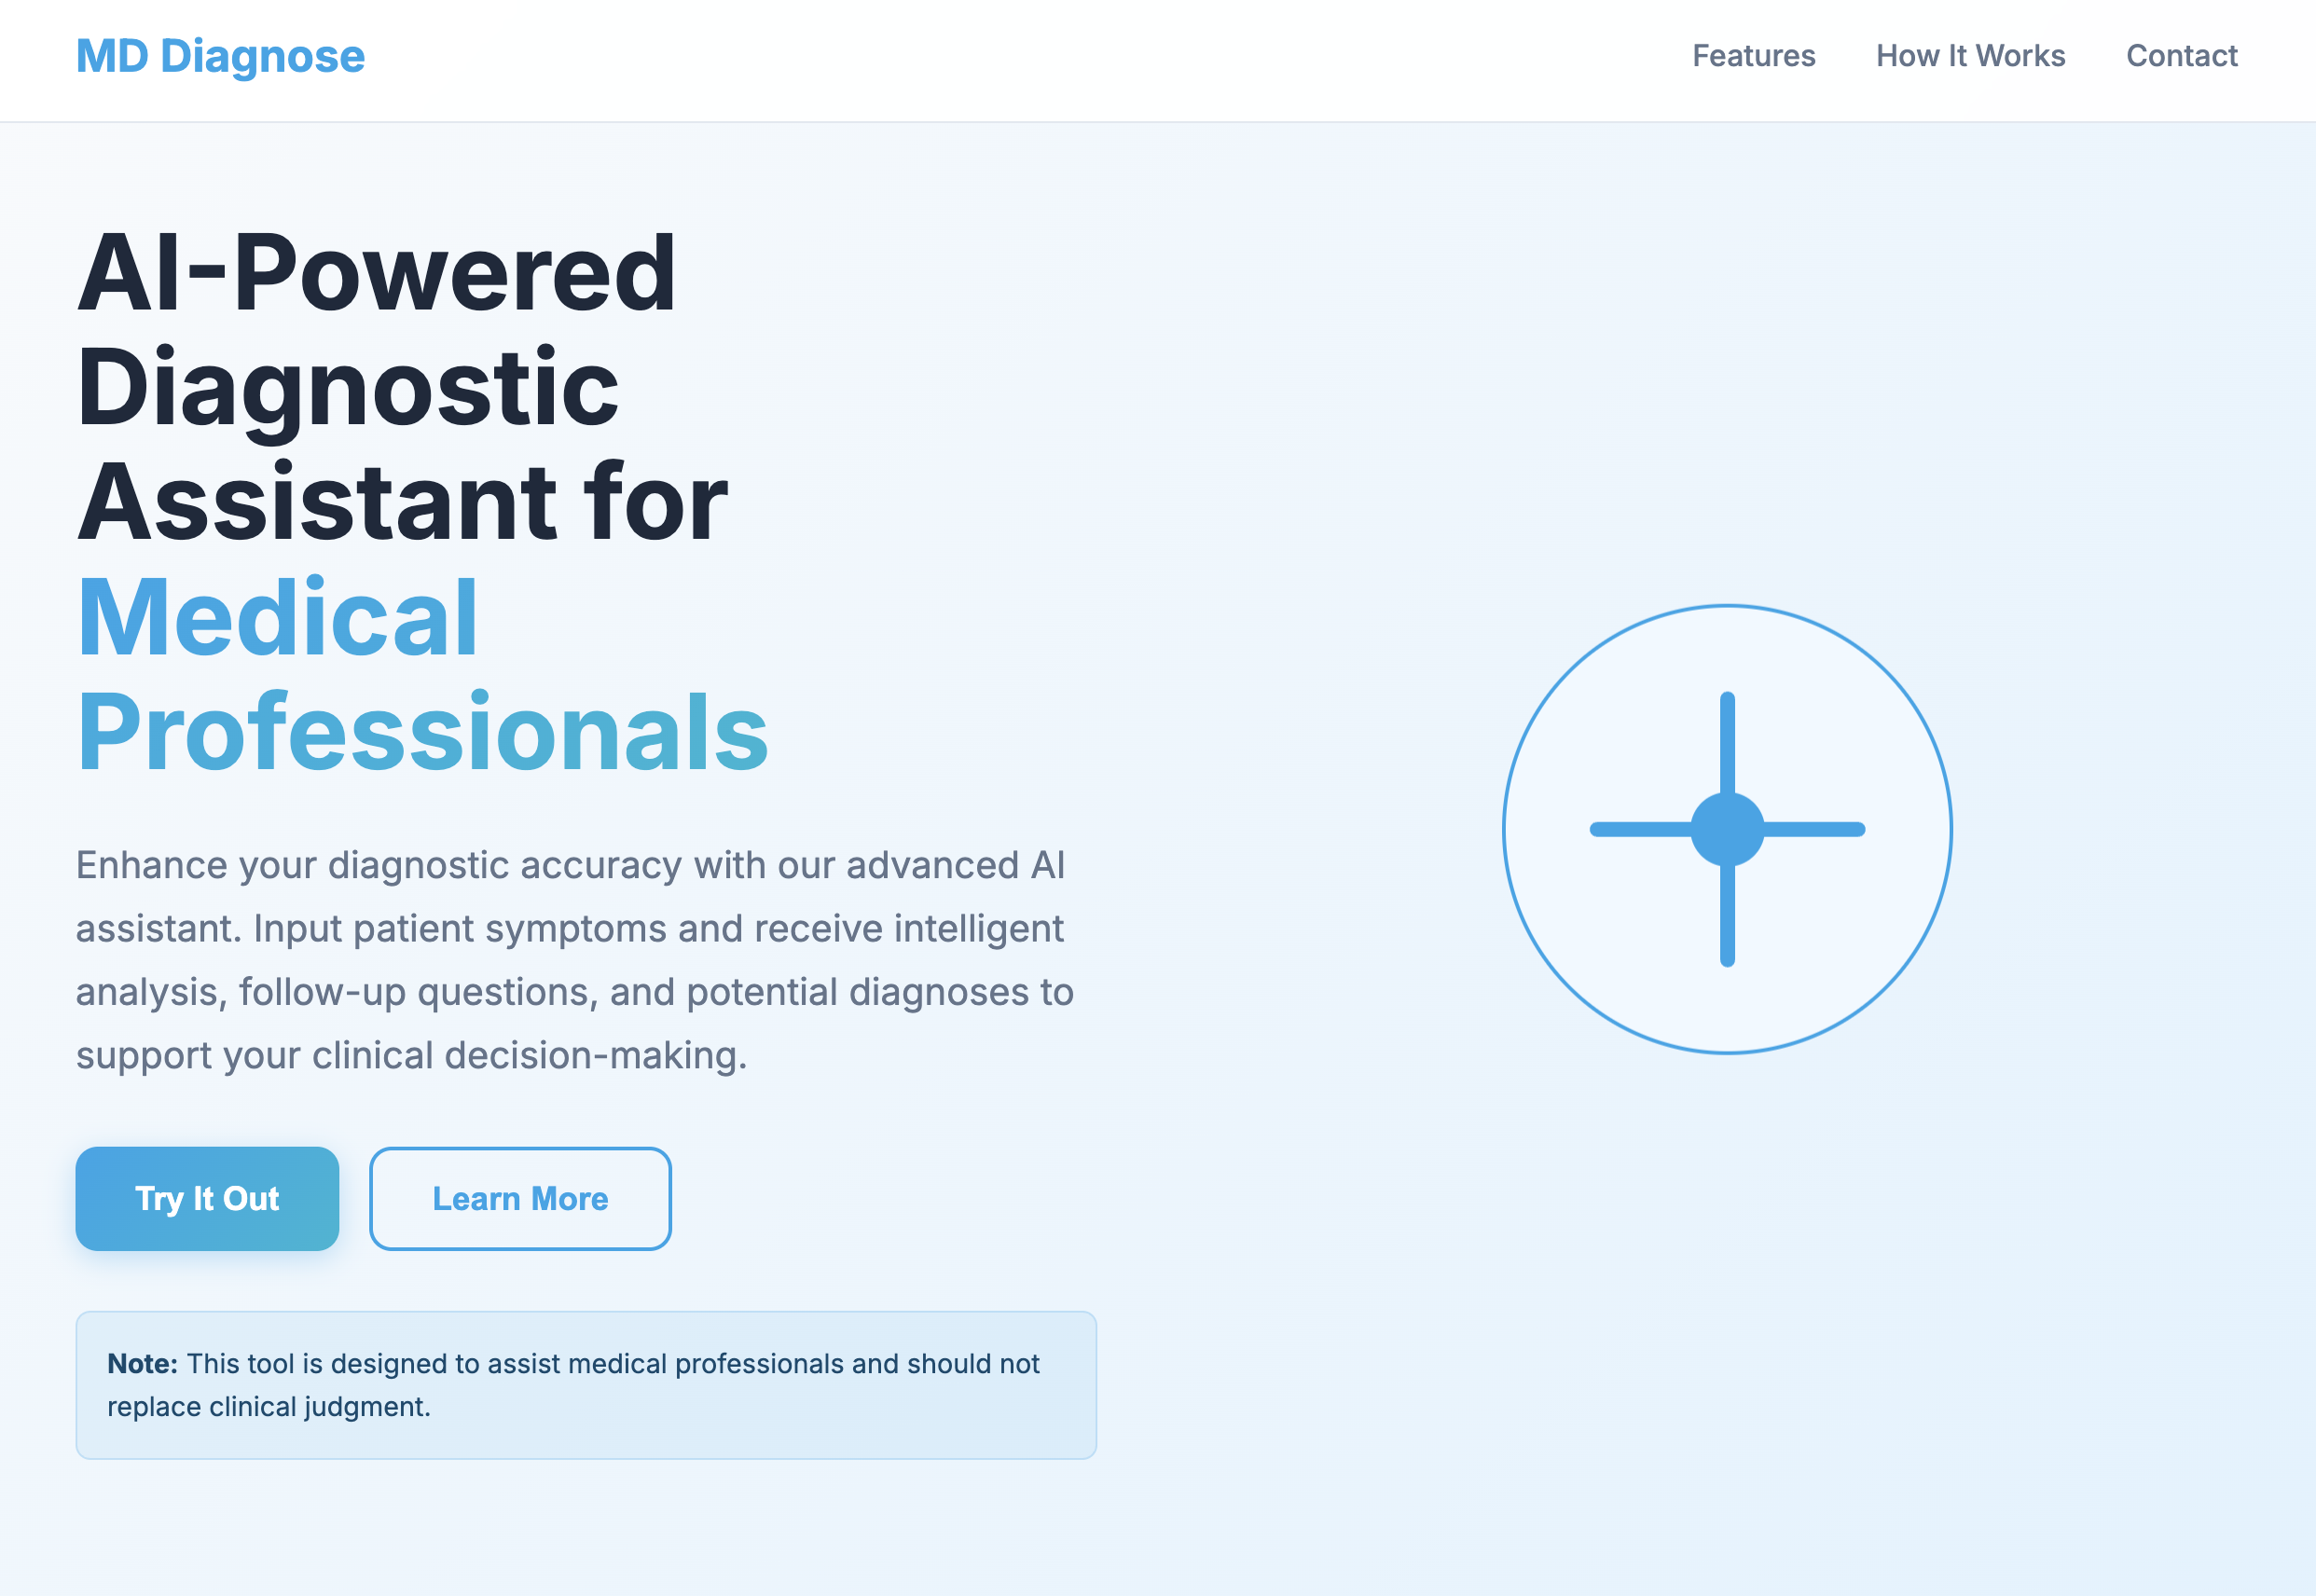 MD Diagnose
Features
How It Works
Contact
AI-Powered
Diagnostic
Assistant for
Medical
Professionals
Enhance your diagnostic accuracy with our advanced AI
assistant. Input patient symptoms and receive intelligent
analysis, follow-up questions, and potential diagnoses to
support your clinical decision-making.
Try It Out
Learn More
Note: This tool is designed to assist medical professionals and should not
replace clinical judgment.